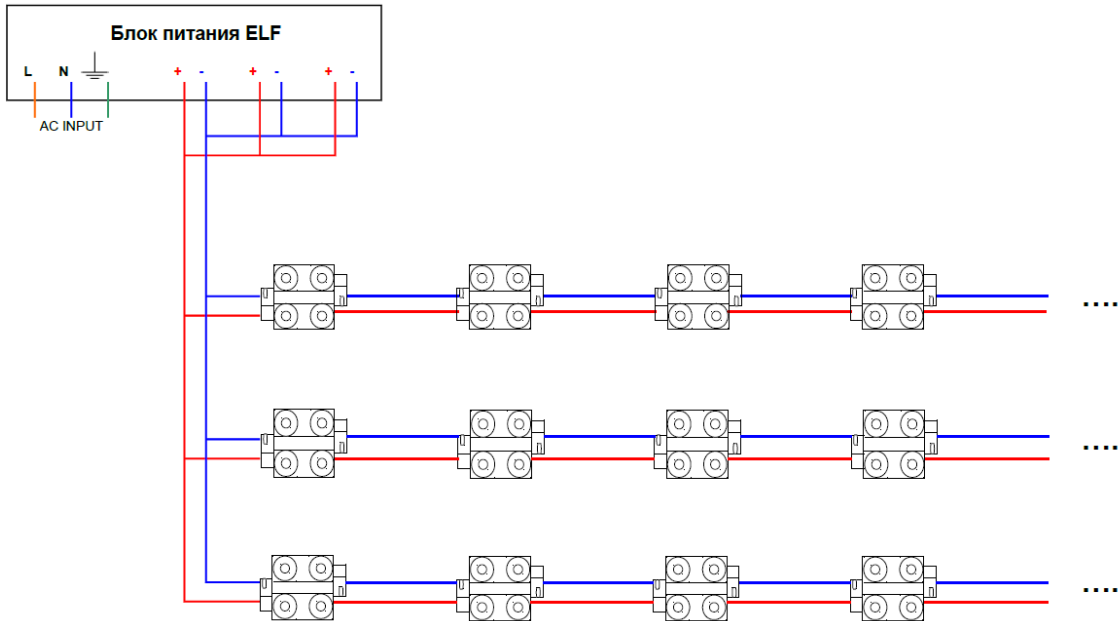 Блок питания ELF
L N + - + - + -
AC INPUT
....
....
....